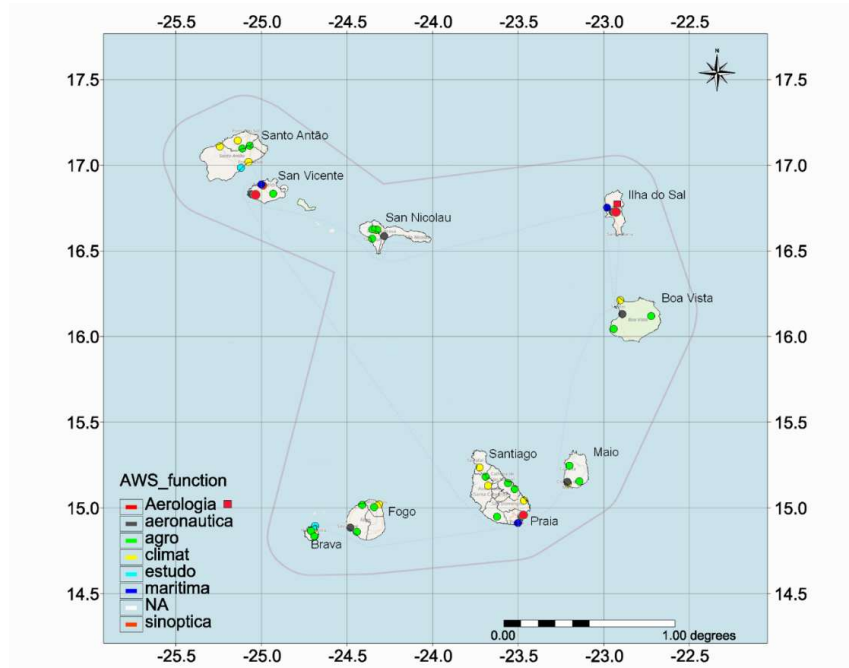 -25.5 -25.0 -24.5 -24.0 -23.5 -23.0 -22.5
17.5 17.5
Santo Antão
17.0 17.0
San Vicente
Ilha do Sal
San Nicolau
16.5 16.5
Boa Vista
16.0 16.0
15.5 15.5
Santiago
Maio
AWS_function
Aerologia
15.0 15.0
aeronautica
Fogo
Praia
agro
Brava
climat
estudo
14.5 14.5
maritima
NA
sinoptica
0.00 1.00 degrees
-25.5 -25.0 -24.5 -24.0 -23.5 -23.0 -22.5